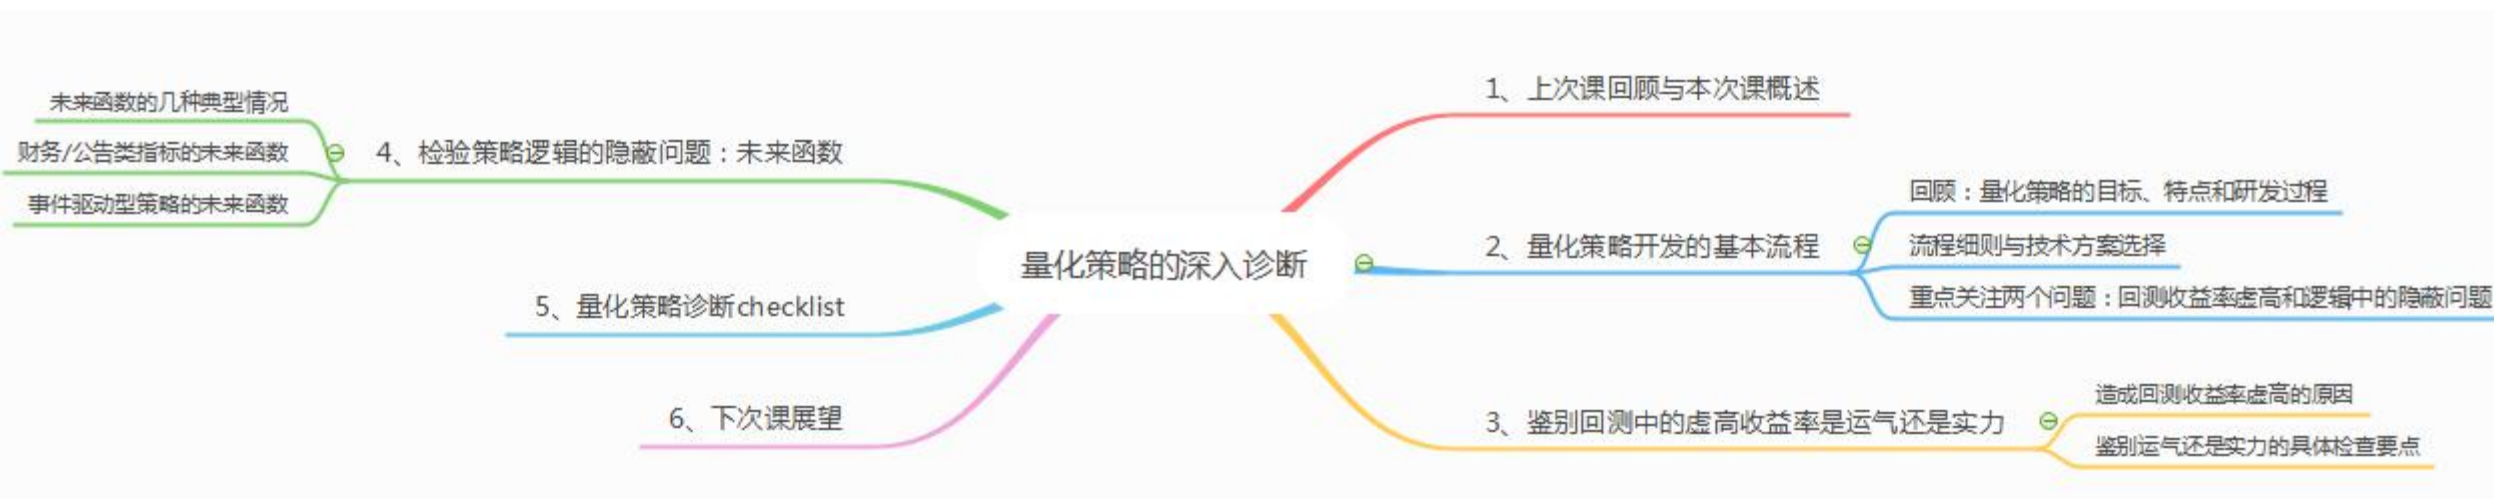 量化策略的深入诊断
1、上次课回顾与本次课概述
2、量化策略开发的基本流程
回顾：量化策略的目标、特点和研发过程
流程细则与技术方案选择
重点关注两个问题：回测收益率虚高和逻辑中的隐蔽问题
3、鉴别回测中的虚高收益率是运气还是实力
造成回测收益率虚高的原因
鉴别运气还是实力的具体检查要点
4、检验策略逻辑的隐蔽问题：未来函数
未来函数的几种典型情况
财务/公告类指标的未来函数
事件驱动型策略的未来函数
5、量化策略诊断checklist
6、下次课展望